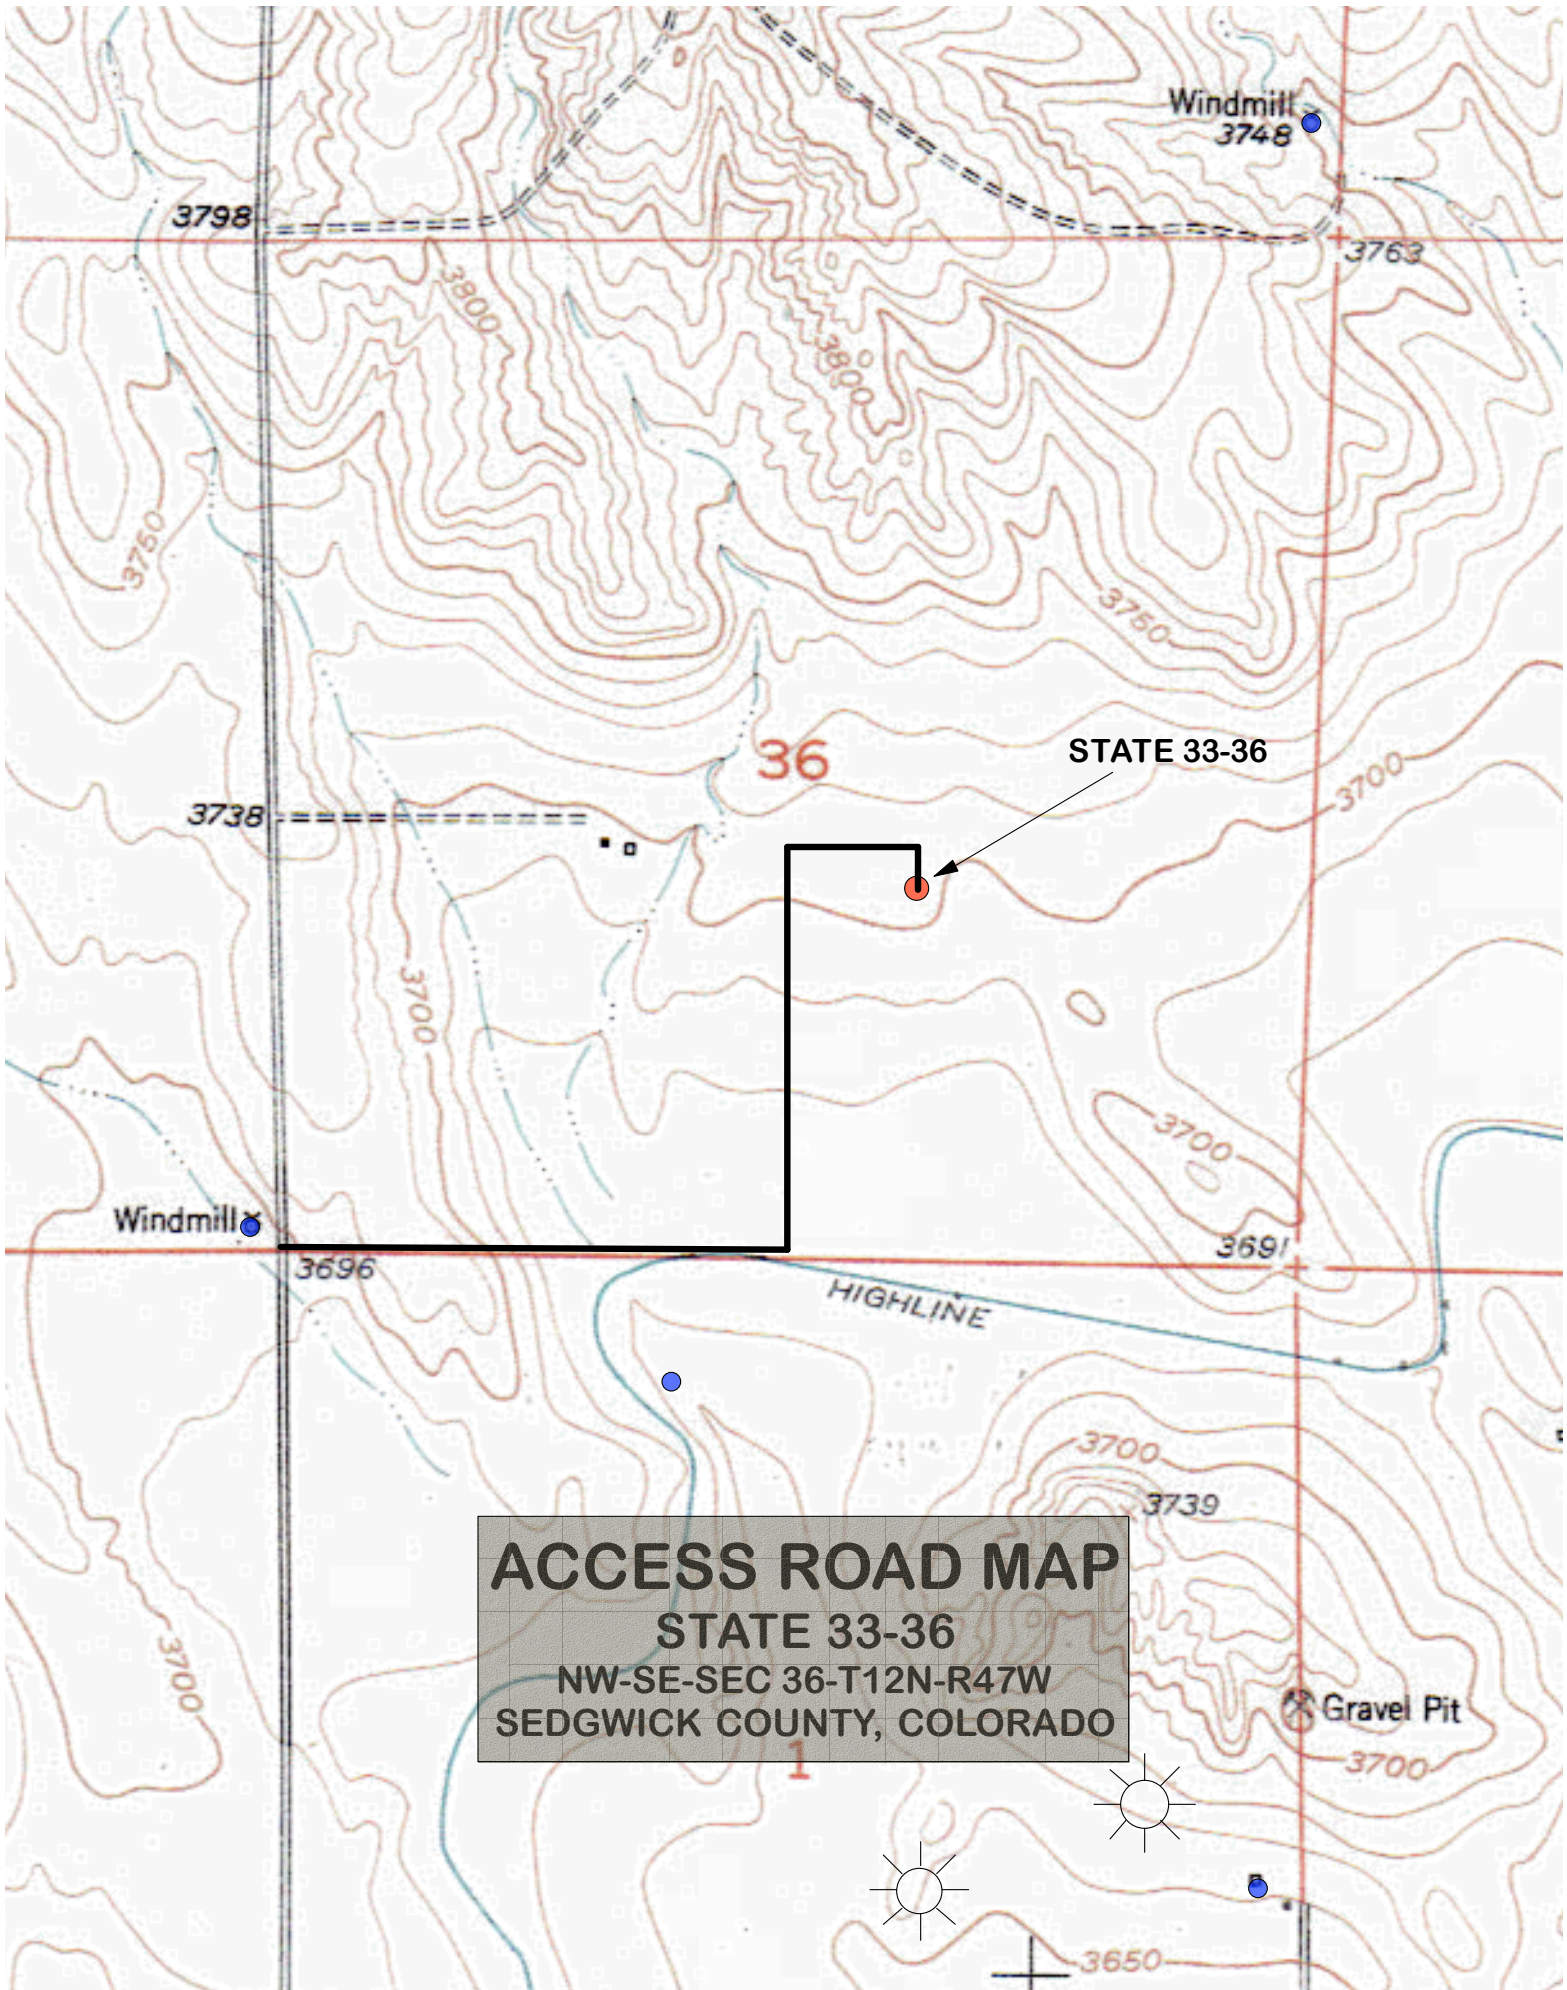 Windmill
3748
3798
3763
3800
3800
3750
3750
36
STATE 33-36
3700
3738
3700
3700
Windmill
3691
3696
HIGHLINE
3700
3739
ACCESS ROAD MAP
STATE 33-36
NW-SE-SEC 36-T12N-R47W
SEDGWICK COUNTY, COLORADO
3700
Gravel Pit
1
3700
3650